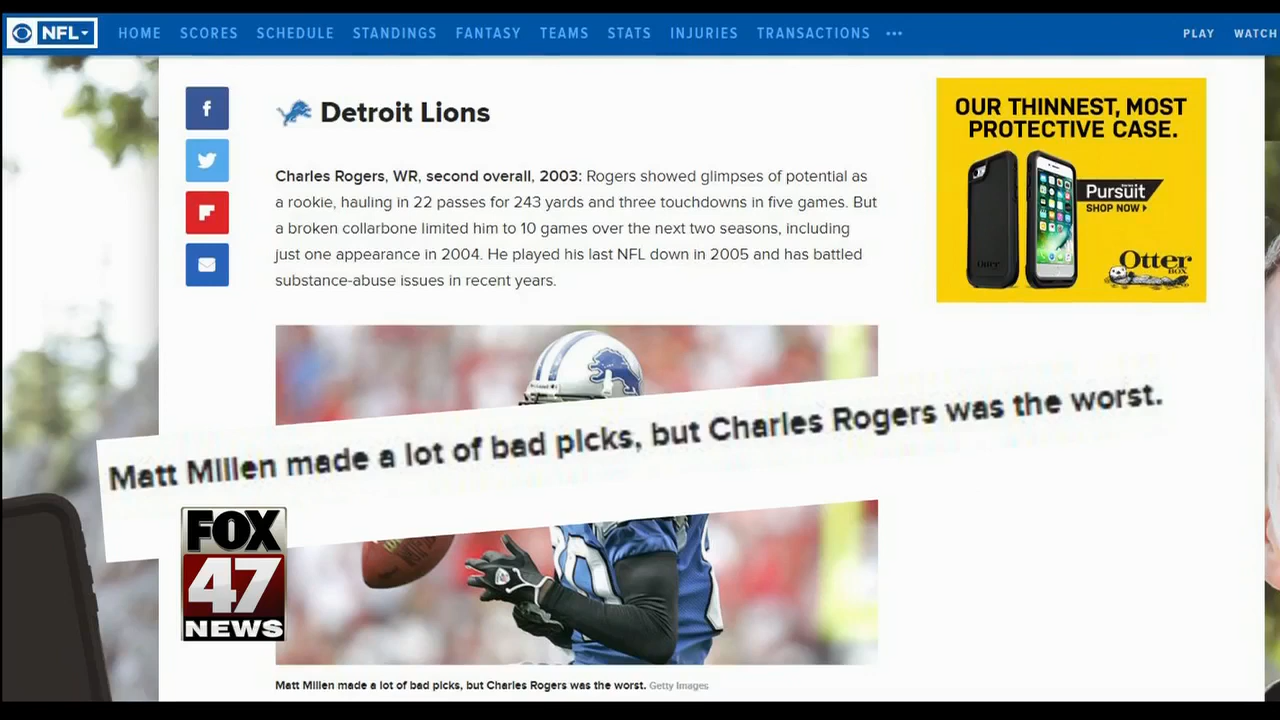 NFL
HOME SCORES SCHEDULE STANDINGS FANTASY TEAMS STATS INJURIES TRANSACTIONS ••• PLAY WATCH
f
Detroit Lions
Charles Rogers, WR, second overall, 2003: Rogers showed glimpses of potential as
a rookie, hauling in 22 passes for 243 yards and three touchdowns in five games. But
a broken collarbone limited him to 10 games over the next two seasons, including
just one appearance in 2004. He played his last NFL down in 2005 and has battled
substance-abuse issues in recent years.
OUR THINNEST, MOST
PROTECTIVE CASE.
Pursuit
SHOP NOW
Otter
BOX
Otter
Matt Millen made a lot of bad picks, but Charles Rogers was the worst.
FOX
47
NEWS
Matt Millen made a lot of bad picks, but Charles Rogers was the worst. Getty Images